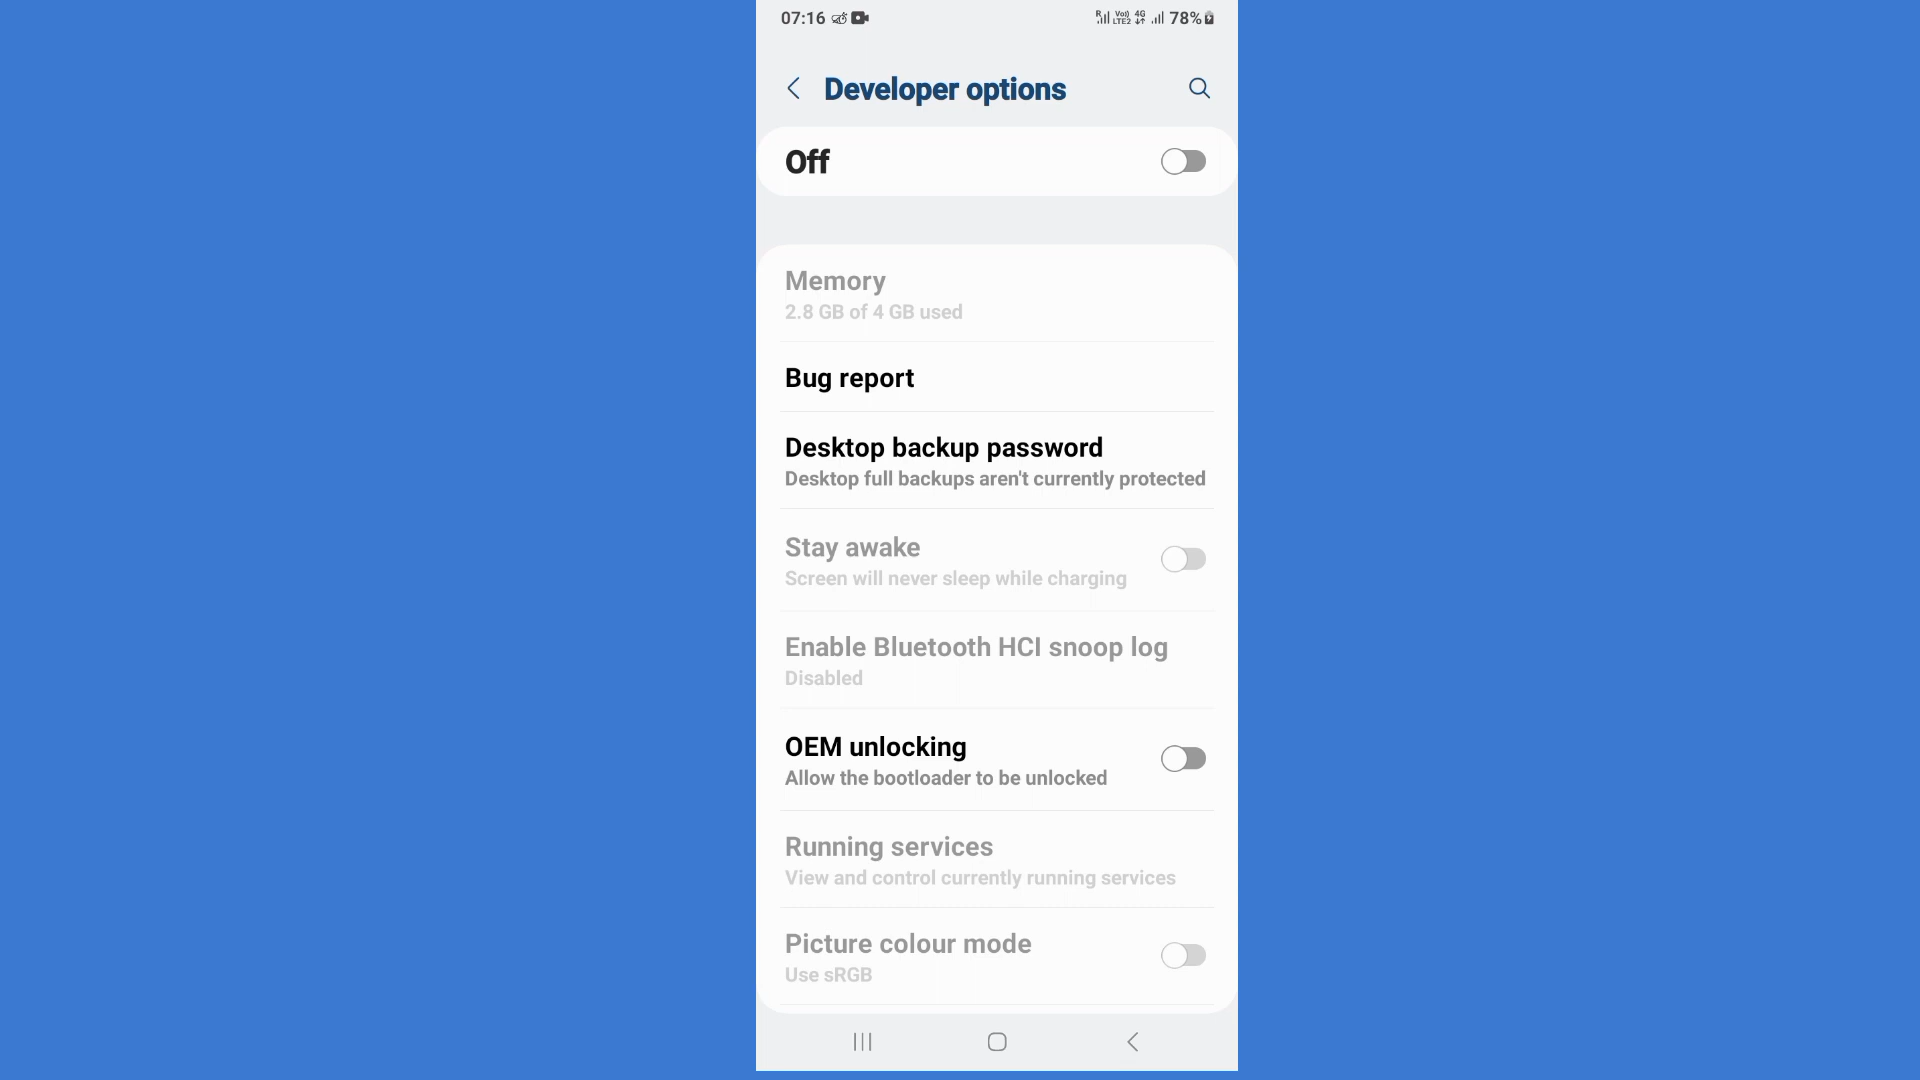 07:16
R Vo)) 4G 78%
LTE2
Developer options
Off
Memory
2.8 GB of 4 GB used
Bug report
Desktop backup password
Desktop full backups aren't currently protected
Stay awake
Screen will never sleep while charging
Enable Bluetooth HCI snoop log
Disabled
OEM unlocking
Allow the bootloader to be unlocked
Running services
View and control currently running services
Picture colour mode
Use sRGB